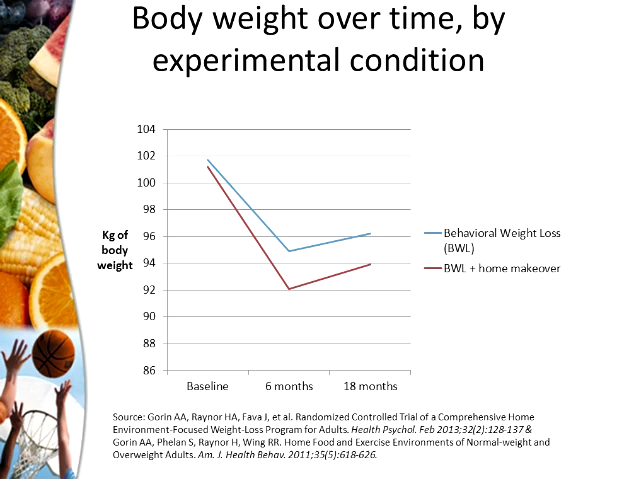 Body weight over time, by
experimental condition
104
102
100
98
96
94
92
90
88
86
Kg of
body
weight
Baseline
6 months
18 months
Behavioral Weight Loss
(BWL)
BWL + home makeover
Source: Gorin AA, Raynor HA, Fava J, et al. Randomized Controlled Trial of a Comprehensive Home
Environment-Focused Weight-Loss Program for Adults. Health Psychol. Feb 2013;32(2):128-137 &
Gorin AA, Phelan S, Raynor H, Wing RR. Home Food and Exercise Environments of Normal-weight and
Overweight Adults. Am. J. Health Behav. 2011;35(5):618-626.